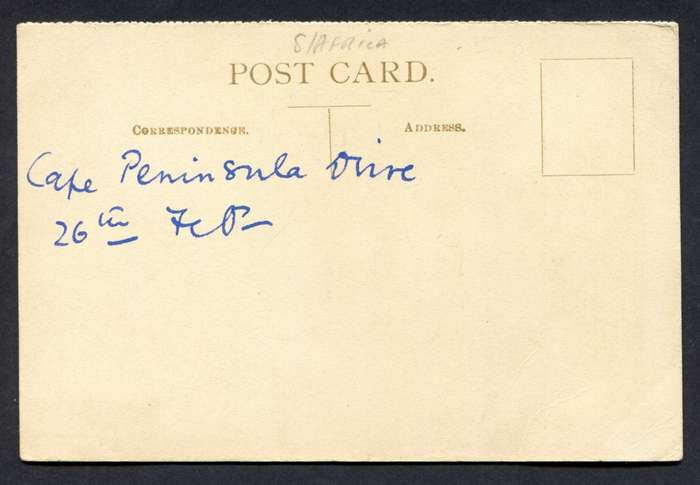 S/AFRICA
POST CARD.
CORRESPONDENCE.
ADDRESS.
Cape Peninsula Drive
26th Feb